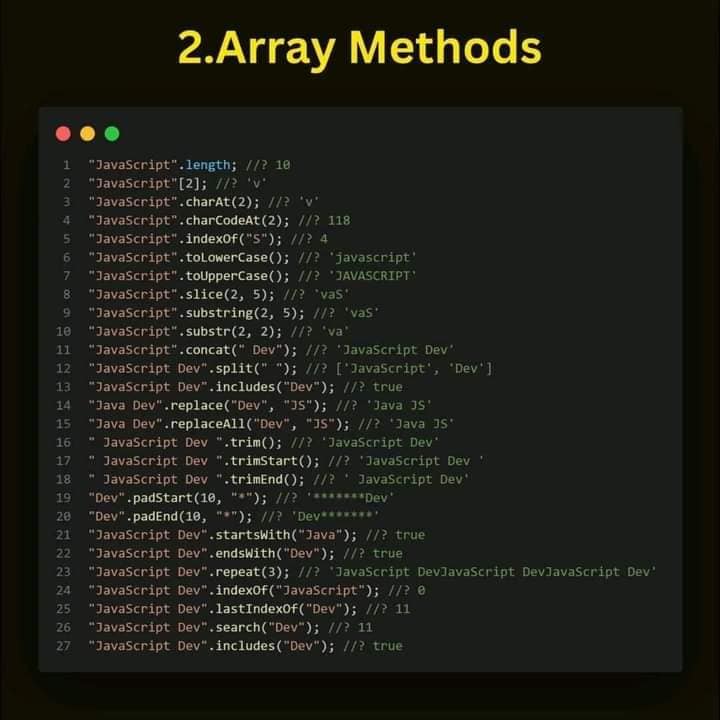 2.Array Methods
1 "JavaScript".length; //? 10
2 "JavaScript"[2]; //? 'v'
3 "JavaScript".charAt(2); //? 'v'
4 "JavaScript".charCodeAt(2); //? 118
5 "JavaScript".indexOf("S"); //? 4
6 "JavaScript".toLowerCase(); //? 'javascript'
7 "JavaScript".toUpperCase(); //? 'JAVASCRIPT'
8 "JavaScript".slice(2, 5); //? 'vaS'
9 "JavaScript".substring(2, 5); //? 'vaS'
10 "JavaScript".substr(2, 2); //? 'va'
11 "JavaScript".concat(" Dev"); //? 'JavaScript Dev'
12 "JavaScript Dev".split(" "); //? ['JavaScript', 'Dev']
13 "JavaScript Dev".includes("Dev"); //? true
14 "Java Dev".replace("Dev", "JS"); //? 'Java JS'
15 "Java Dev".replaceAll("Dev", "JS"); //? 'Java JS'
16 " JavaScript Dev ".trim(); //? 'JavaScript Dev'
17 " JavaScript Dev ".trimStart(); //? 'JavaScript Dev '
18 " JavaScript Dev ".trimEnd(); //? ' JavaScript Dev'
19 "Dev".padStart(10, "*"); //? '*******Dev'
20 "Dev".padEnd(10, "*"); //? 'Dev*******'
21 "JavaScript Dev".startsWith("Java"); //? true
22 "JavaScript Dev".endsWith("Dev"); //? true
23 "JavaScript Dev".repeat(3); //? 'JavaScript DevJavaScript DevJavaScript Dev'
24 "JavaScript Dev".indexOf("JavaScript"); //? 0
25 "JavaScript Dev".lastIndexOf("Dev"); //? 11
26 "JavaScript Dev".search("Dev"); //? 11
27 "JavaScript Dev".includes("Dev"); //? true